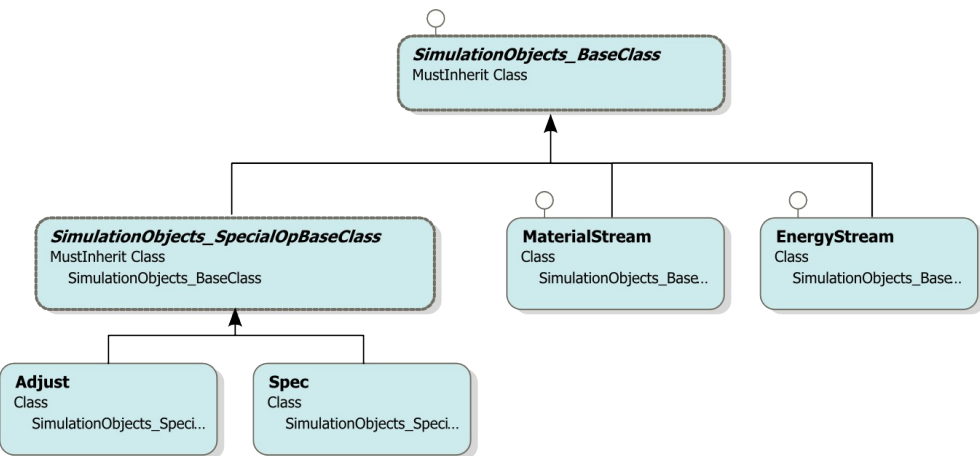 SimulationObjects_BaseClass
MustInherit Class
SimulationObjects_SpecialOpBaseClass
MustInherit Class
SimulationObjects_BaseClass
MaterialStream
Class
SimulationObjects_Base...
EnergyStream
Class
SimulationObjects_Base...
Adjust
Class
SimulationObjects_Speci...
Spec
Class
SimulationObjects_Speci...